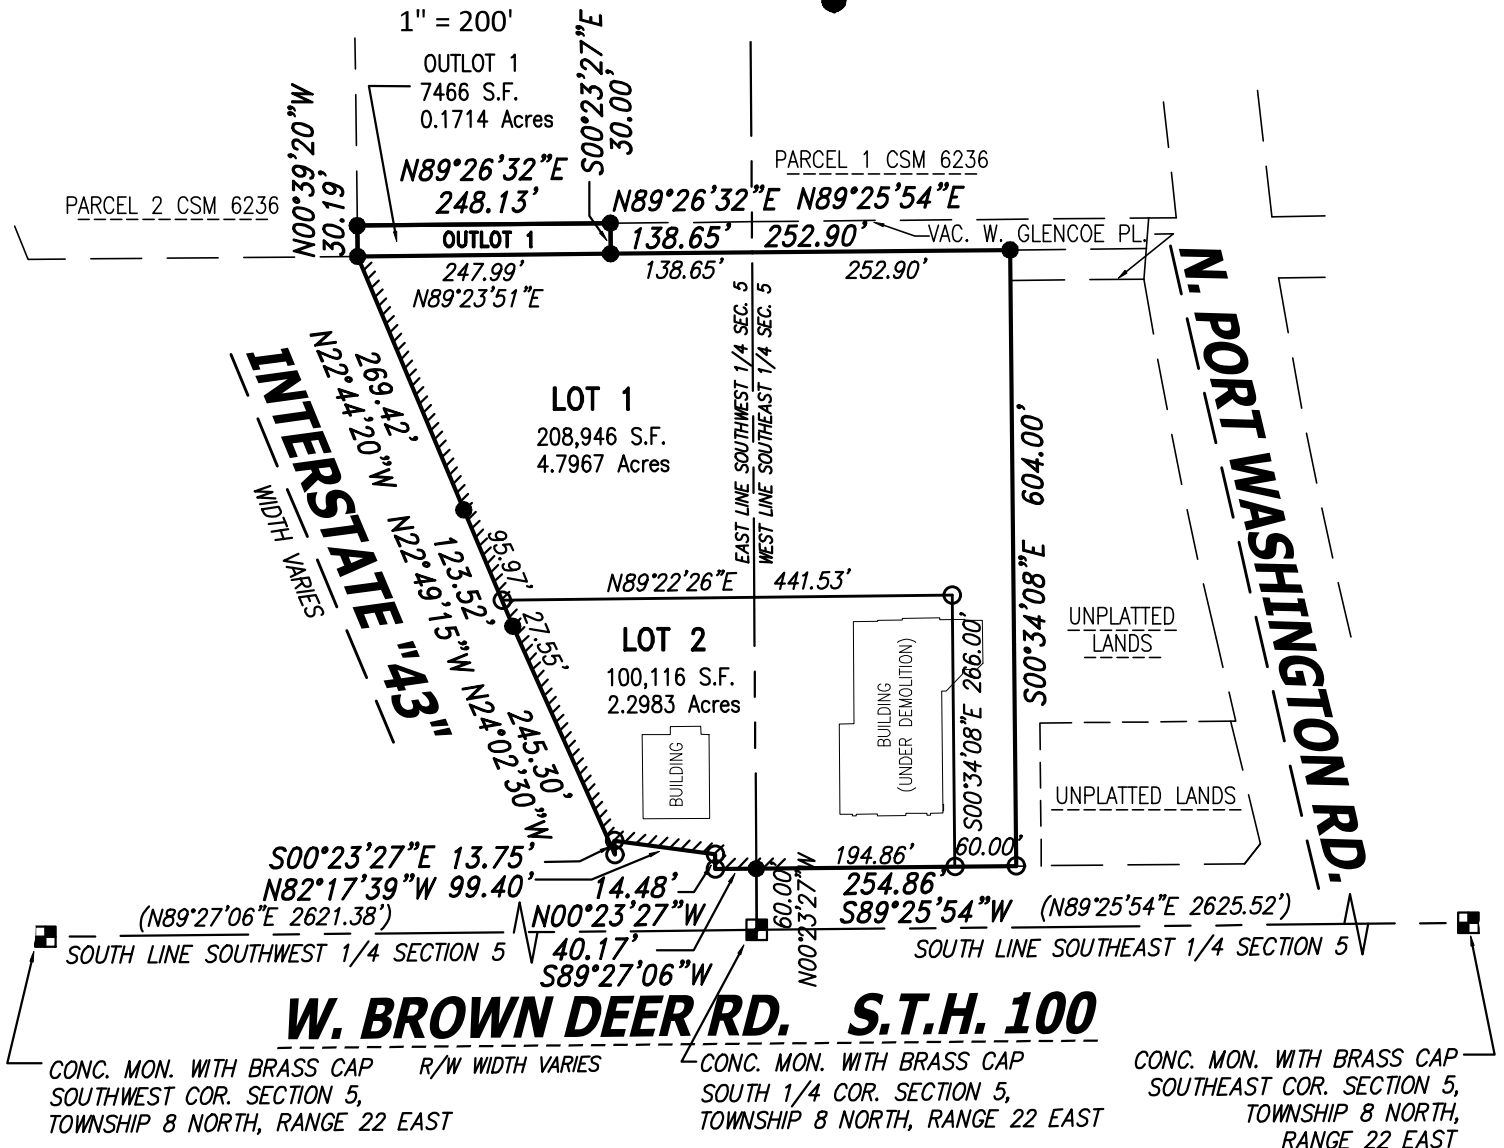 1" = 200'
OUTLOT 1
7466 S.F.
0.1714 Acres
N00°39'20"W
30.19'
S00°23'27"E
30.00'
N89°26'32"E
248.13'
PARCEL 1 CSM 6236
PARCEL 2 CSM 6236
N89°26'32"E N89°25'54"E
138.65' 252.90'
VAC. W. GLENCOE PL.
OUTLOT 1
247.99'
N89°23'51"E
138.65'
252.90'
N. PORT WASHINGTON RD.
EAST LINE SOUTHWEST 1/4 SEC. 5
WEST LINE SOUTHEAST 1/4 SEC. 5
INTERSTATE "43"
WIDTH VARIES
269.42'
N22°44'20"W
LOT 1
208,946 S.F.
4.7967 Acres
S00°34'08"E 604.00'
123.52'
N22°49'15"W
95.97'
27.55'
N89°22'26"E 441.53'
UNPLATTED
LANDS
LOT 2
100,116 S.F.
2.2983 Acres
BUILDING
BUILDING
(UNDER DEMOLITION)
S00°34'08"E 266.00'
245.30'
N24°02'30"W
UNPLATTED LANDS
S00°23'27"E 13.75'
N82°17'39"W 99.40'
14.48'
N00°23'27"W
40.17'
S89°27'06"W
194.86'
60.00'
254.86'
S89°25'54"W
60.00'
N00°23'27"W
(N89°27'06"E 2621.38')
SOUTH LINE SOUTHWEST 1/4 SECTION 5
(N89°25'54"E 2625.52')
SOUTH LINE SOUTHEAST 1/4 SECTION 5
W. BROWN DEER RD. S.T.H. 100
R/W WIDTH VARIES
CONC. MON. WITH BRASS CAP
SOUTHWEST COR. SECTION 5,
TOWNSHIP 8 NORTH, RANGE 22 EAST
CONC. MON. WITH BRASS CAP
SOUTH 1/4 COR. SECTION 5,
TOWNSHIP 8 NORTH, RANGE 22 EAST
CONC. MON. WITH BRASS CAP
SOUTHEAST COR. SECTION 5,
TOWNSHIP 8 NORTH,
RANGE 22 EAST